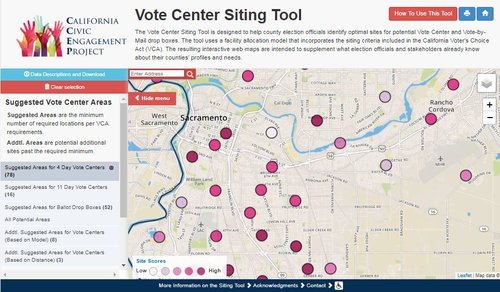 CALIFORNIA
CIVIC
ENGAGEMENT
PROJECT
Vote Center Siting Tool
How To Use This Tool
The Vote Center Siting Tool is designed to help county election officials identify optimal sites for potential Vote Center and Vote-by-
Mail drop boxes. The tool uses a facility allocation model that incorporates the siting criteria included in the California Voter's Choice
Act (VCA). The resulting interactive web maps are intended to supplement what election officials and stakeholders already
know about their counties' profiles and needs.
Data Descriptions and Download
Clear selection
Suggested Vote Center Areas
Suggested Areas are the minimum
number of required locations per VCA
requirements.
Addtl. Areas are potential additional
sites past the required minimum.
Suggested Areas for 4 Day Vote Centers
(78)
Suggested Areas for 11 Day Vote Centers
(16)
Suggested Areas for Ballot Drop Boxes (52)
All Potential Areas
Addtl. Suggested Areas for Vote Centers
(Based on Model) (8)
Addtl. Suggested Areas for Vote Centers
(Based on Distance) (3)
Enter Address
Hide menu
West
Sacramento
Sacramento
Cal Expo
Rancho
Cordova
William Land
Park
Mather
+
-
Site Scores
Low
High
Leaflet | Map data ©
More Information on the Siting Tool
Acknowledgments
Contact